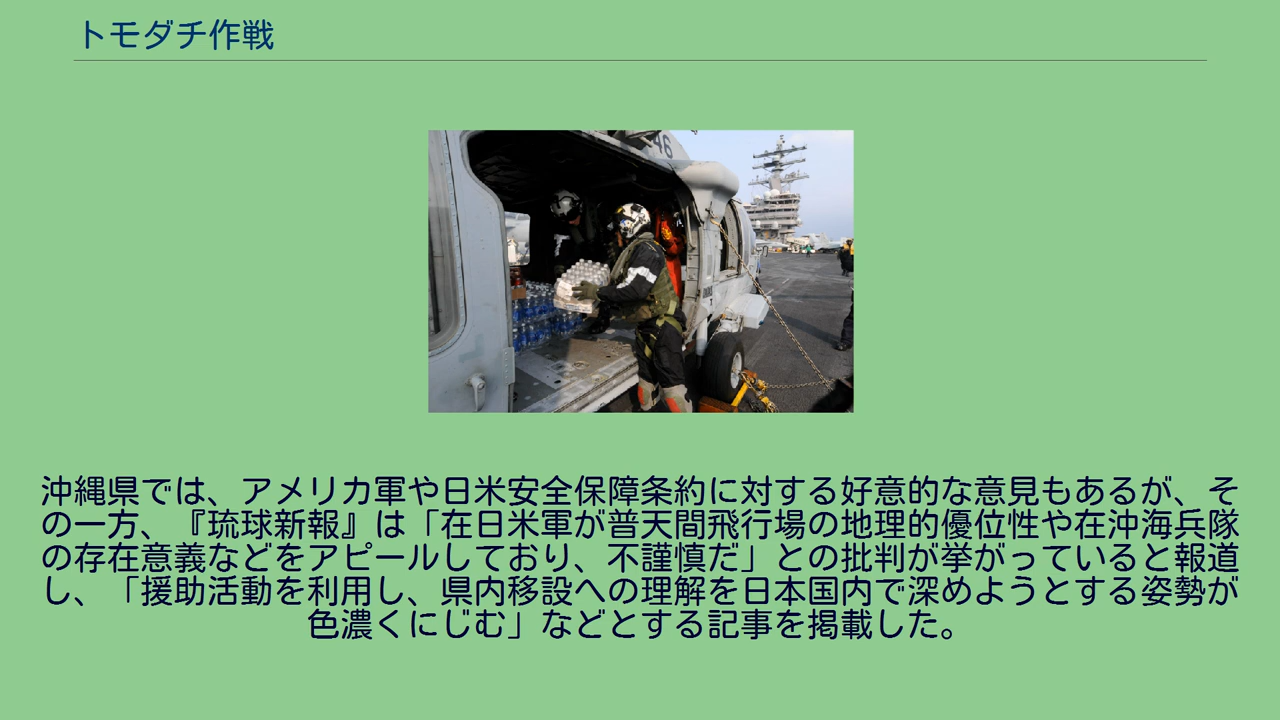 トモダチ作戦
46
沖縄県では、アメリカ軍や日米安全保障条約に対する好意的な意見もあるが、そ
の一方、『琉球新報』は「在日米軍が普天間飛行場の地理的優位性や在沖海兵隊
の存在意義などをアピールしており、不謹慎だ」との批判が挙がっていると報道
し、「援助活動を利用し、県内移設への理解を日本国内で深めようとする姿勢が
色濃くにじむ」などとする記事を掲載した。